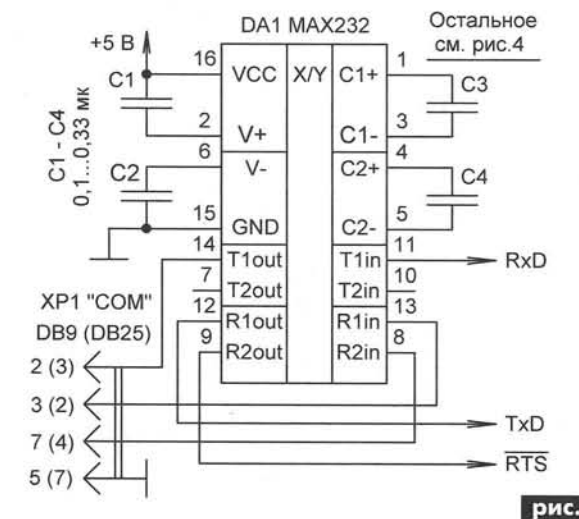 DA1 MAX232
Остальное
см. рис.4
+5 В
16
VCC
X/Y
C1+
1
C1
C3
2
V+
C1-
3
C1 - C4
0,1...0,33 мк
6
V-
C2+
4
C2
C4
15
GND
C2-
5
14
T1out
T1in
11
RxD
7
T2out
T2in
10
XP1 "COM"
DB9 (DB25)
12
R1out
R1in
13
9
R2out
R2in
8
2 (3)
3 (2)
TxD
7 (4)
RTS
5 (7)
рис.